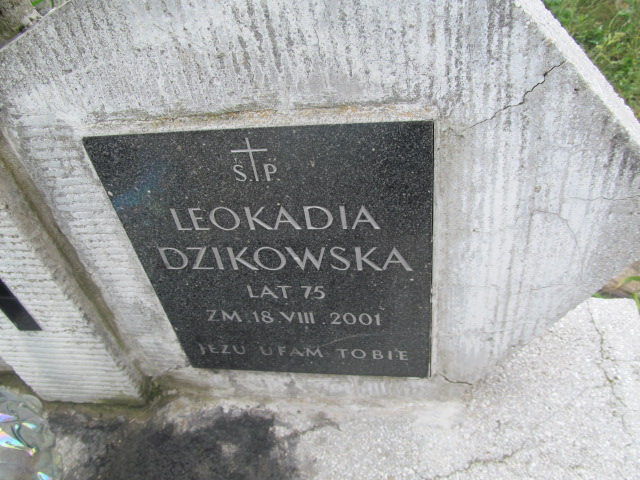 Ś.P.
LEOKADIA
DZIKOWSKA
LAT 75
ZM. 18. VIII. 2001
JEZU UFAM TOBIE